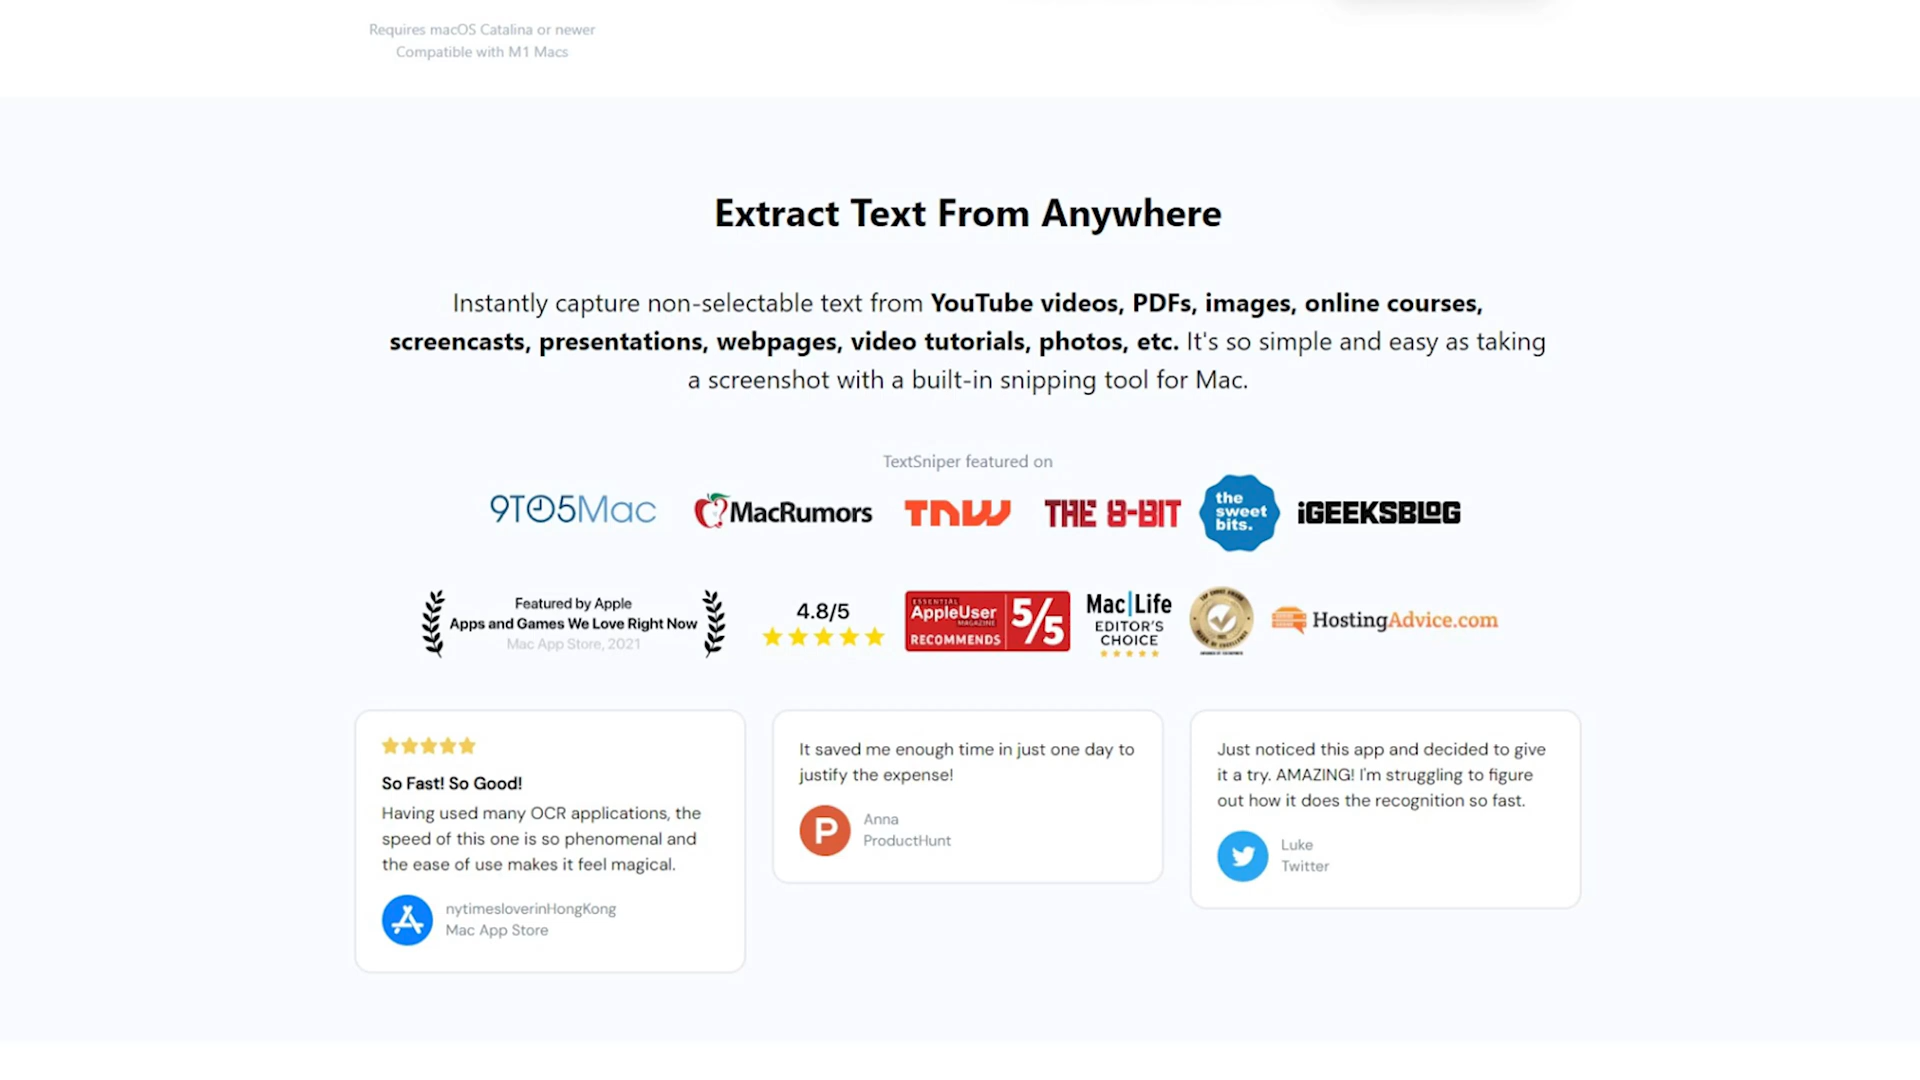 Requires macOS Catalina or newer
Compatible with M1 Macs
Extract Text From Anywhere
Instantly capture non-selectable text from YouTube videos, PDFs, images, online courses,
screencasts, presentations, webpages, video tutorials, photos, etc. It's so simple and easy as taking
a screenshot with a built-in snipping tool for Mac.
TextSniper featured on
9TO5Mac
MacRumors
TNW
THE 8-BIT
the
sweet
bits.
iGEEKSBLOG
Featured by Apple
Apps and Games We Love Right Now
Mac App Store, 2021
4.8/5
ESSENTIAL
AppleUser
MAGAZINE
RECOMMENDS
5/5
Mac|Life
EDITOR'S
CHOICE
HostingAdvice.com
So Fast! So Good!
Having used many OCR applications, the
speed of this one is so phenomenal and
the ease of use makes it feel magical.
nytimesloverinHongKong
Mac App Store
It saved me enough time in just one day to
justify the expense!
Anna
ProductHunt
Just noticed this app and decided to give
it a try. AMAZING! I'm struggling to figure
out how it does the recognition so fast.
Luke
Twitter